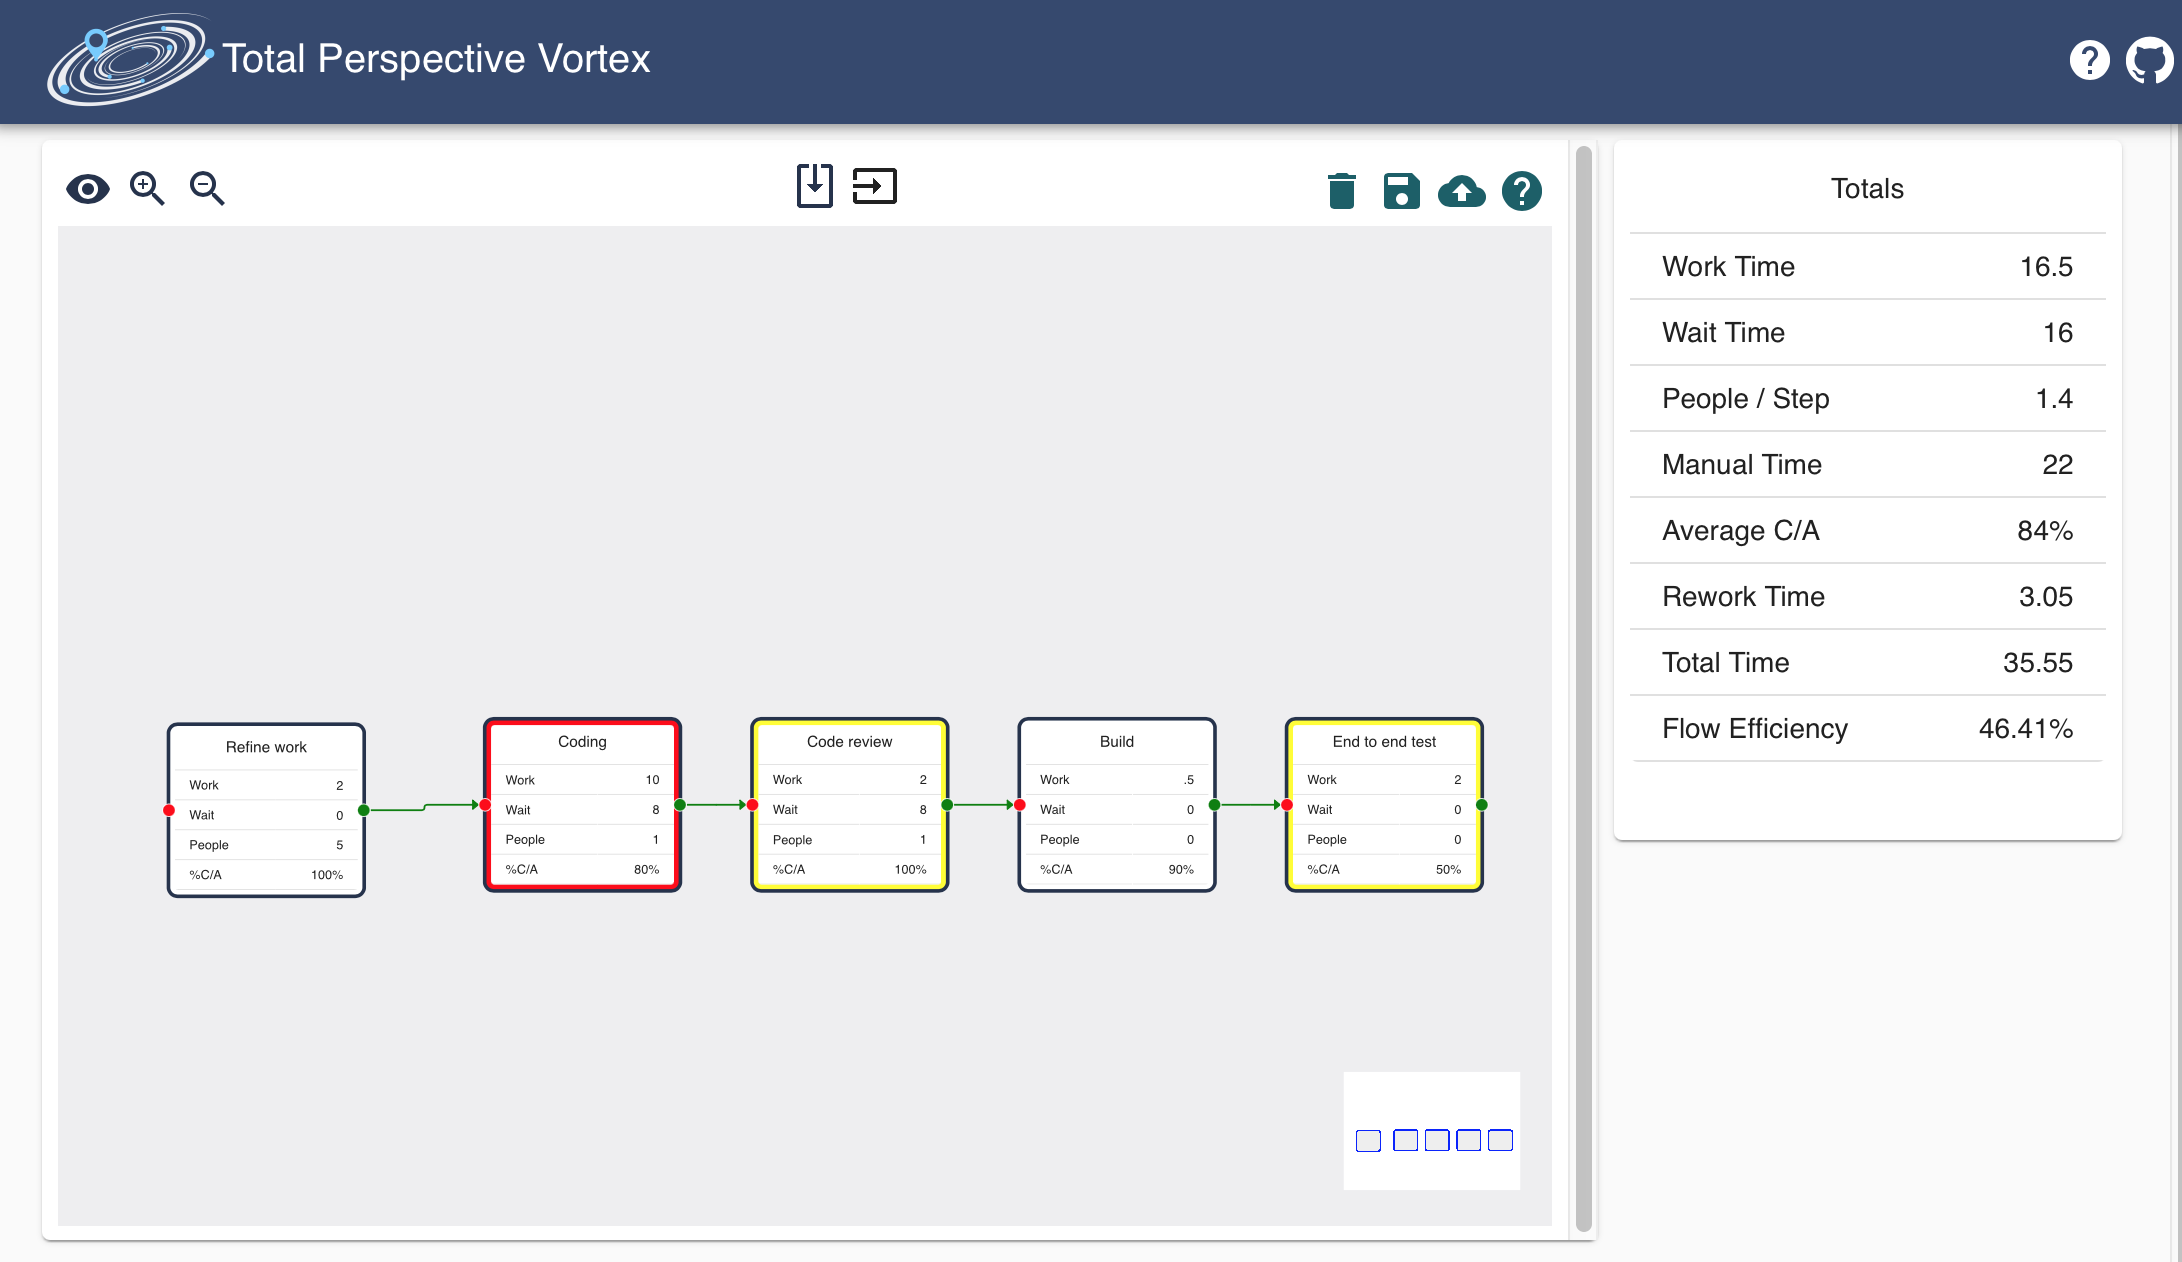 Total Perspective Vortex
Totals
Work Time 16.5
Wait Time 16
People / Step 1.4
Manual Time 22
Average C/A 84%
Rework Time 3.05
Total Time 35.55
Flow Efficiency 46.41%
Refine work
Work 2
Wait 0
People 5
%C/A 100%
Coding
Work 10
Wait 8
People 1
%C/A 80%
Code review
Work 2
Wait 8
People 1
%C/A 100%
Build
Work .5
Wait 0
People 0
%C/A 90%
End to end test
Work 2
Wait 0
People 0
%C/A 50%